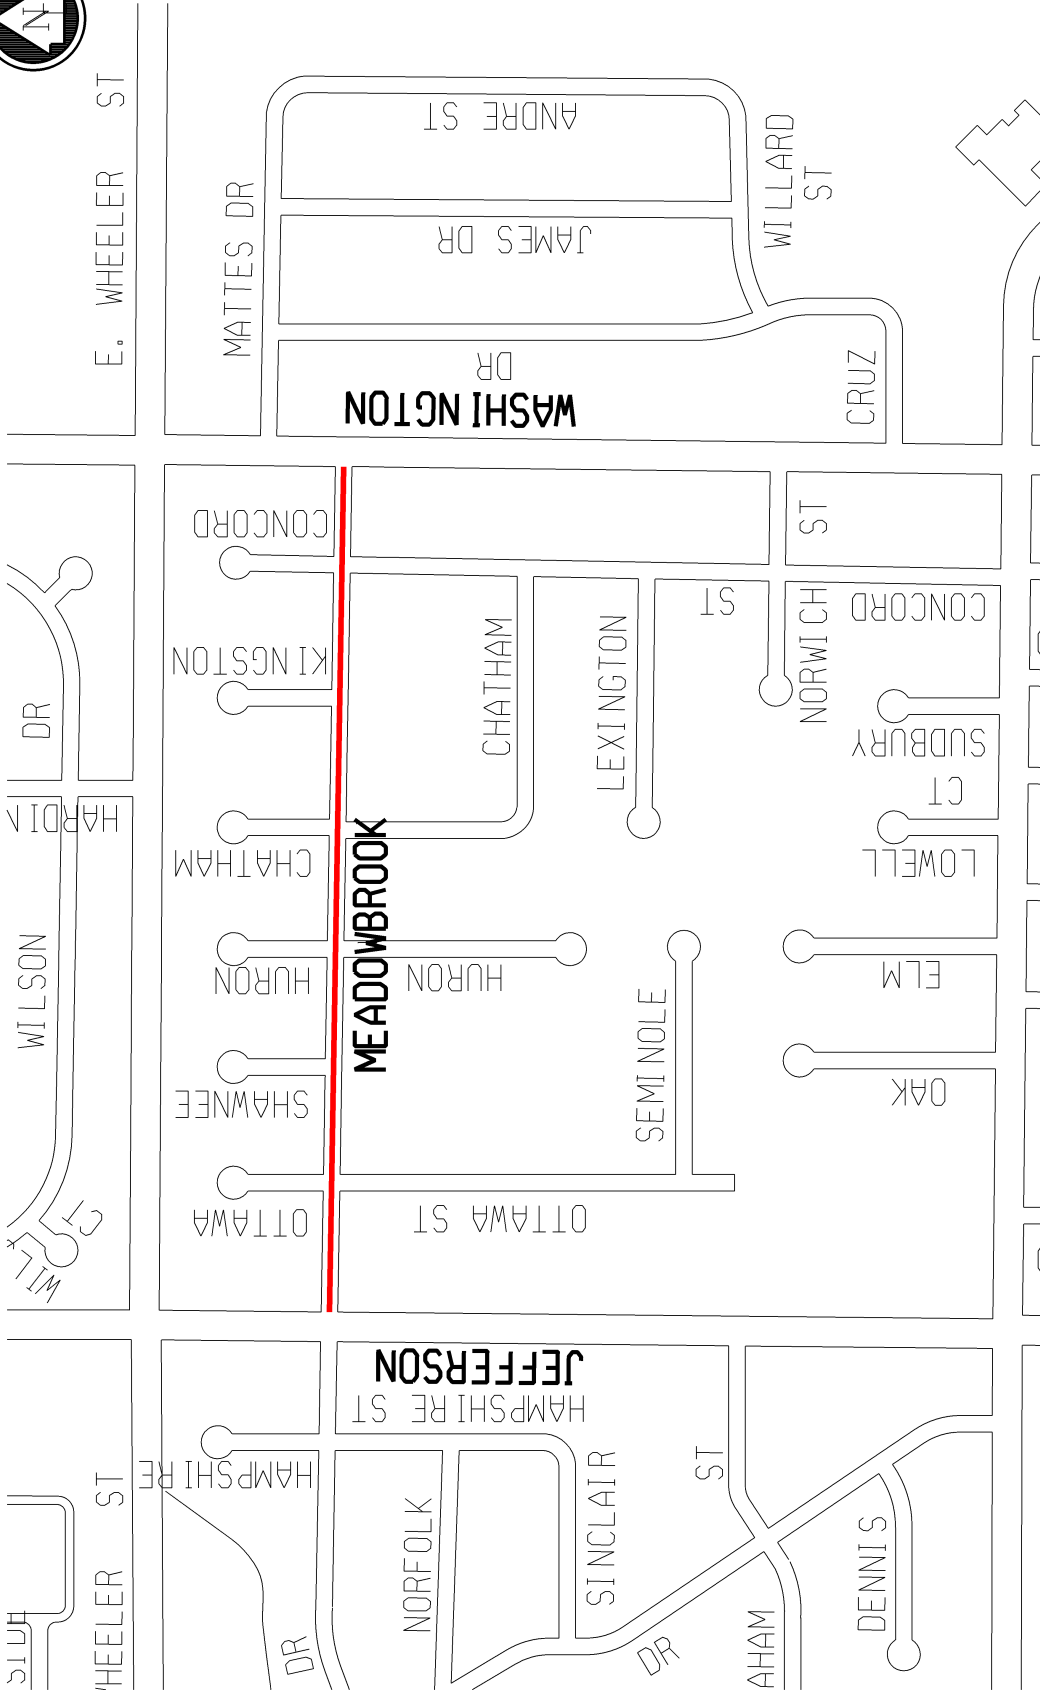 N
E. WHEELER ST
MATTES DR
ANDRE ST
WILLARD
ST
JAMES DR
DR
CRUZ
WASHINGTON
CONCORD
ST
ST
CONCORD
KINGSTON
CHATHAM
LEXINGTON
NORWICH
SUDBURY
CT
DR
CHATHAM
LOWELL
MEADOWBROOK
WILSON
HURON
HURON
ELM
SEMINOLE
SHAWNEE
OAK
OTTAWA
OTTAWA ST
CT
JEFFERSON
HAMPSHIRE ST
HAMPSHIRE
ST
WHEELER ST
NORFOLK
SINCLAIR
DENNIS
DR
DR